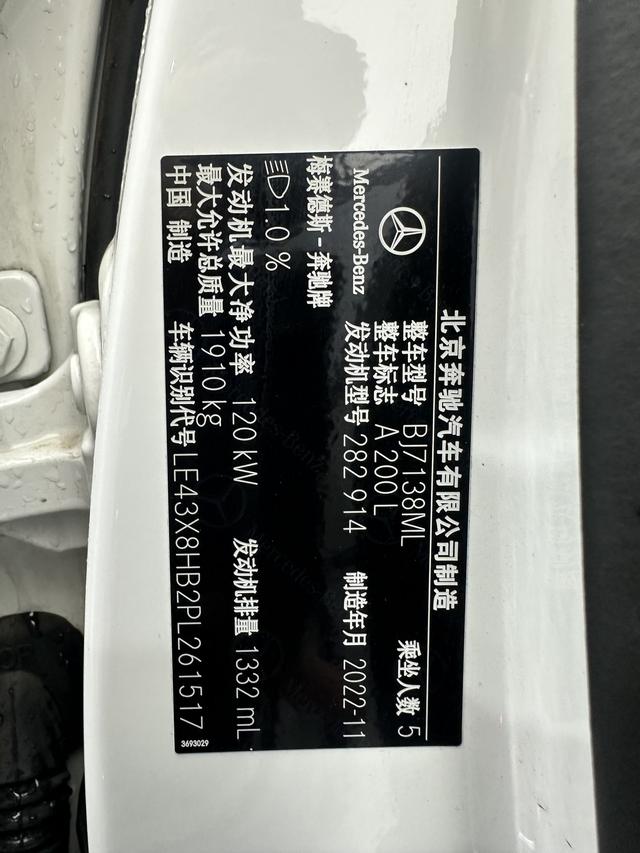 北京奔驰汽车有限公司制造
整车型号 BJ7138ML 乘坐人数 5
整车标志 A 200 L
Mercedes-Benz 发动机型号 282 914 制造年月 2022-11
梅赛德斯-奔驰牌
1.0 %
发动机最大净功率 120 kW 发动机排量 1332 mL
最大允许总质量 1910 kg
中国 制造 车辆识别代号 LE43X8HB2PL261517
3693029